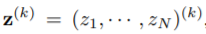 z^(k) = (z_1, ⋯, z_N)^(k),